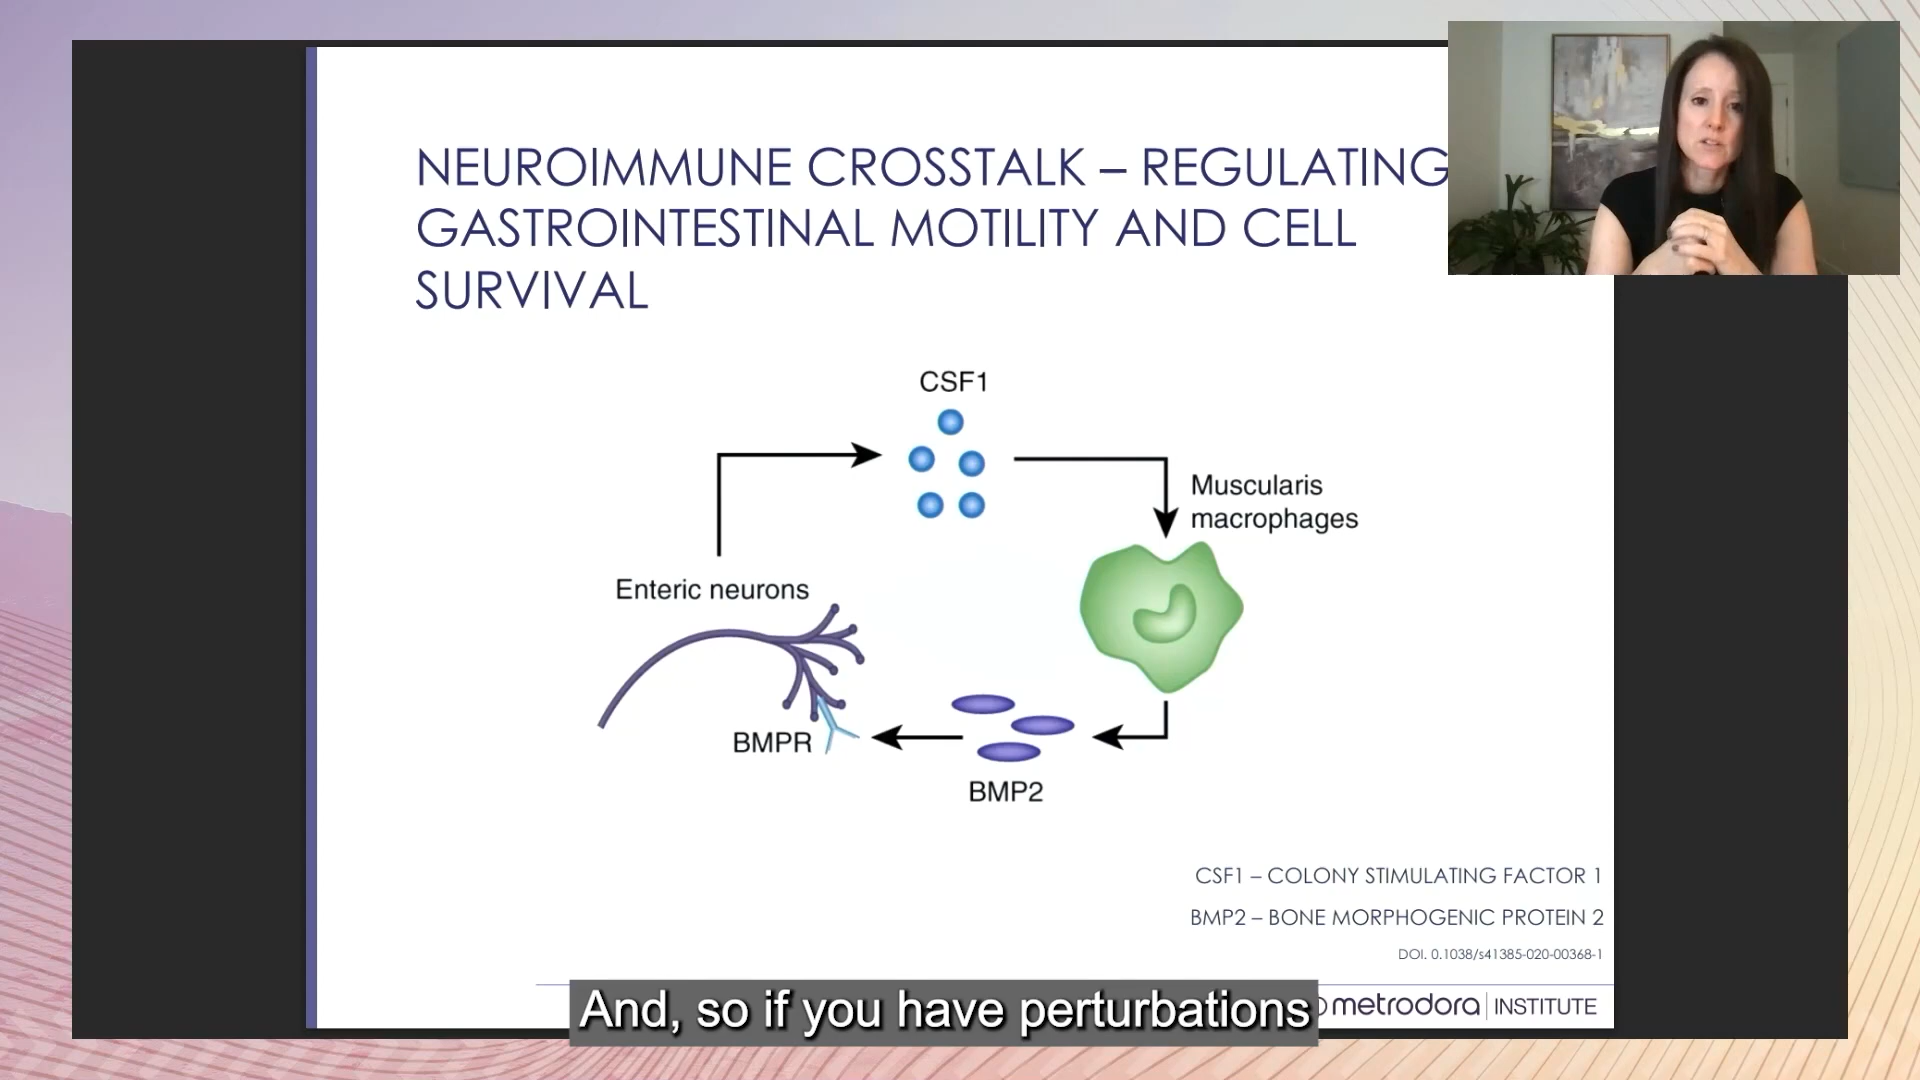 NEUROIMMUNE CROSSTALK – REGULATING
GASTROINTESTINAL MOTILITY AND CELL
SURVIVAL
CSF1
Muscularis
macrophages
Enteric neurons
BMPR
BMP2
CSF1 – COLONY STIMULATING FACTOR 1
BMP2 – BONE MORPHOGENIC PROTEIN 2
DOI. 0.1038/s41385-020-00368-1
metrodora INSTITUTE
And, so if you have perturbations